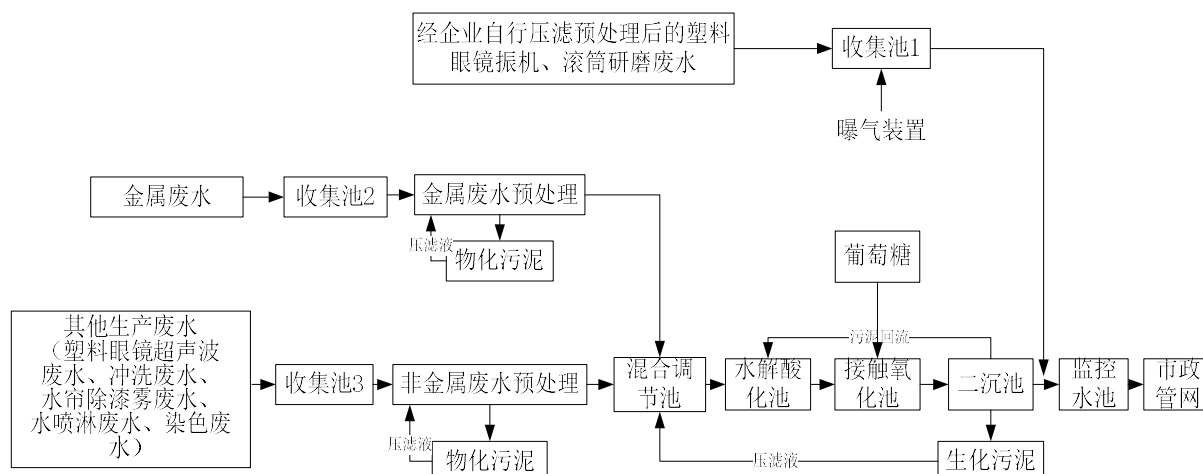 经企业自行压滤预处理后的塑料
眼镜振机、滚筒研磨废水
收集池1
曝气装置
金属废水
收集池2
金属废水预处理
压滤液
物化污泥
葡萄糖
其他生产废水
（塑料眼镜超声波
废水、冲洗废水、
水帘除漆雾废水、
水喷淋废水、染色废
水）
收集池3
非金属废水预处理
压滤液
物化污泥
混合调
节池
水解酸
化池
接触氧
化池
污泥回流
二沉池
监控
水池
市政
管网
压滤液
生化污泥